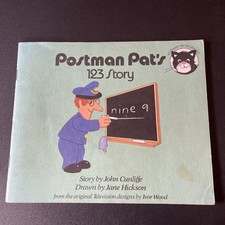 Postman Pat's
123 Story
nine 9
Story by John Cunliffe
Drawn by Jane Hickson
from the original Television designs by Ivor Wood